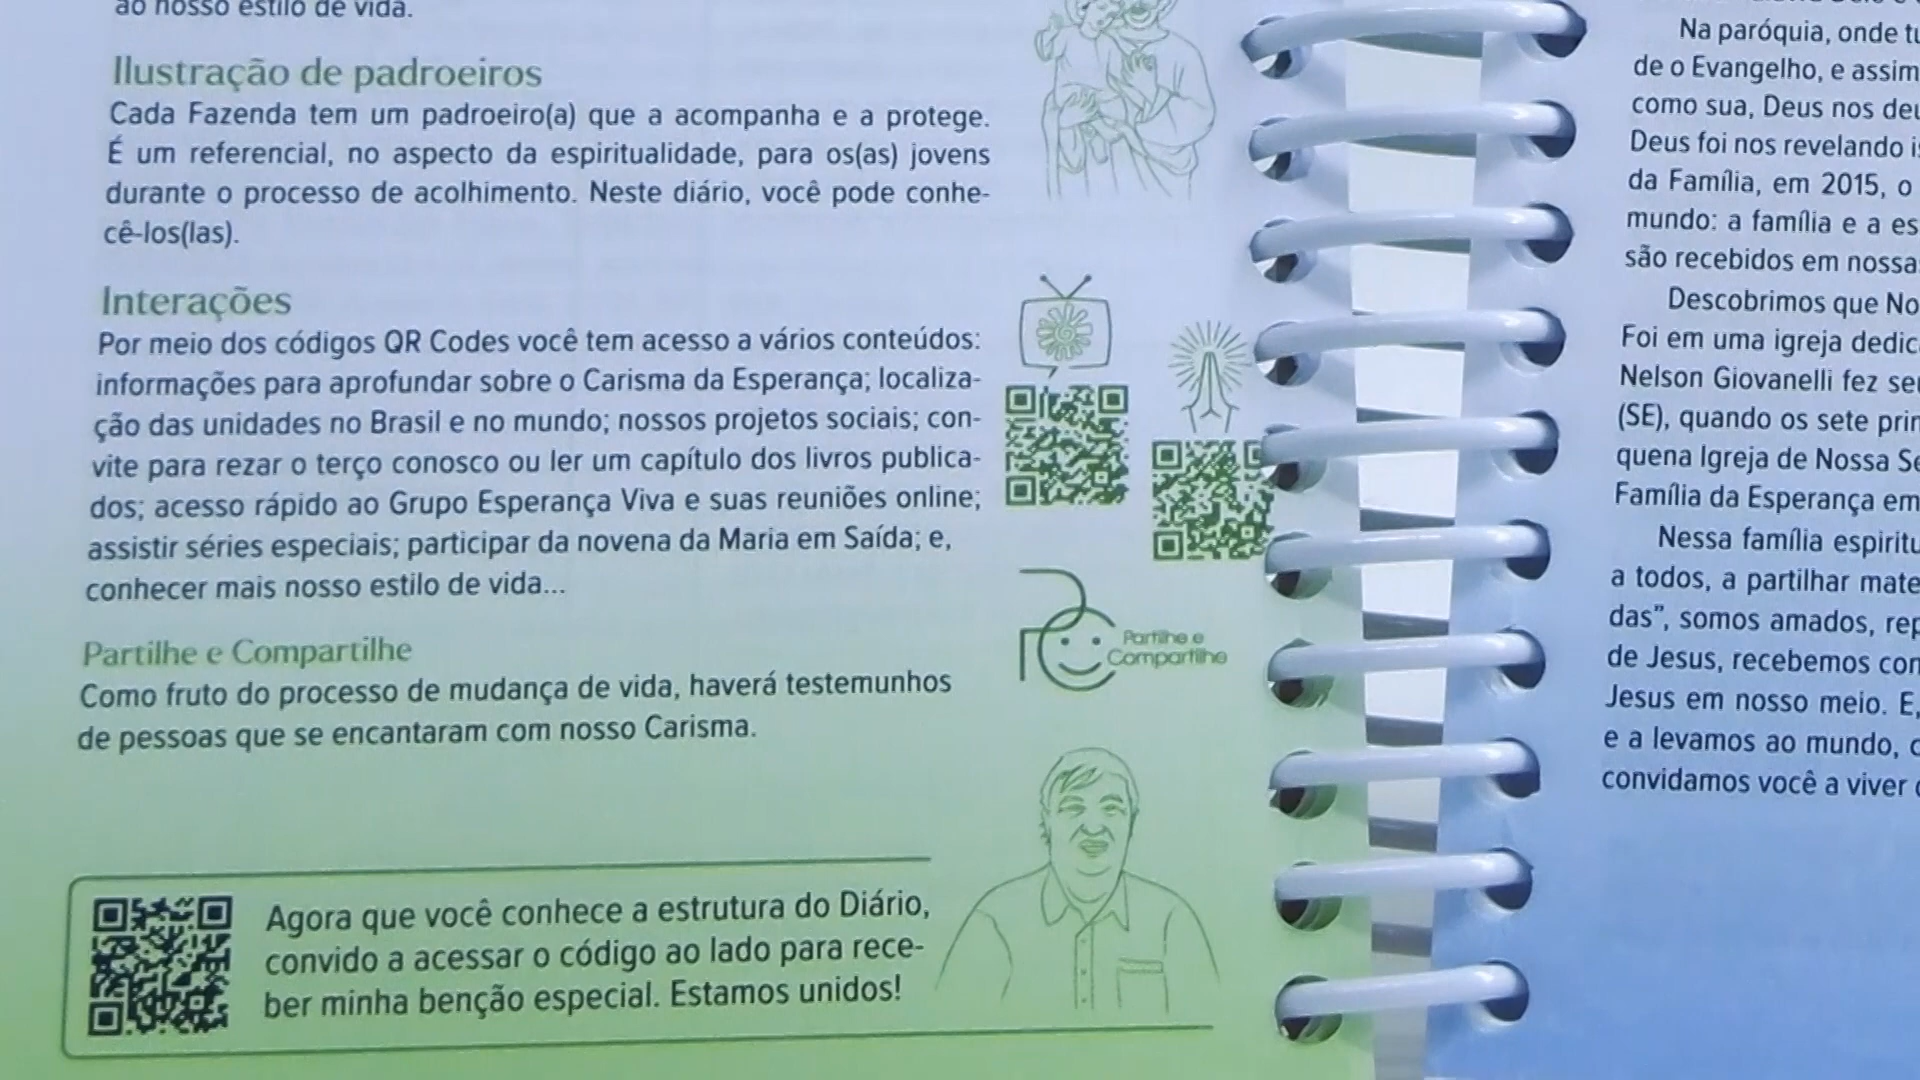 ao nosso estilo de vida.
Ilustração de padroeiros
Cada Fazenda tem um padroeiro(a) que a acompanha e a protege.
É um referencial, no aspecto da espiritualidade, para os(as) jovens
durante o processo de acolhimento. Neste diário, você pode conhe-
cê-los(las).
Interações
Por meio dos códigos QR Codes você tem acesso a vários conteúdos:
informações para aprofundar sobre o Carisma da Esperança; localiza-
ção das unidades no Brasil e no mundo; nossos projetos sociais; con-
vite para rezar o terço conosco ou ler um capítulo dos livros publica-
dos; acesso rápido ao Grupo Esperança Viva e suas reuniões online;
assistir séries especiais; participar da novena da Maria em Saída; e,
conhecer mais nosso estilo de vida...
Partilhe e Compartilhe
Como fruto do processo de mudança de vida, haverá testemunhos
de pessoas que se encantaram com nosso Carisma.
Partilhe e
Compartilhe
Agora que você conhece a estrutura do Diário,
convido a acessar o código ao lado para rece-
ber minha benção especial. Estamos unidos!
Na paróquia, onde
de o Evangelho, e assim
como sua, Deus nos
Deus foi nos revelando
da Família, em 2015, o
mundo: a família e a
são recebidos em
Descobrimos que
Foi em uma igreja
Nelson Giovanelli fez
(SE), quando os sete
quena Igreja de Nossa
Família da Esperança em
Nessa família
a todos, a partilhar
das”, somos amados,
de Jesus, recebemos
Jesus em nosso meio. E,
e a levamos ao mundo,
convidamos você a viver